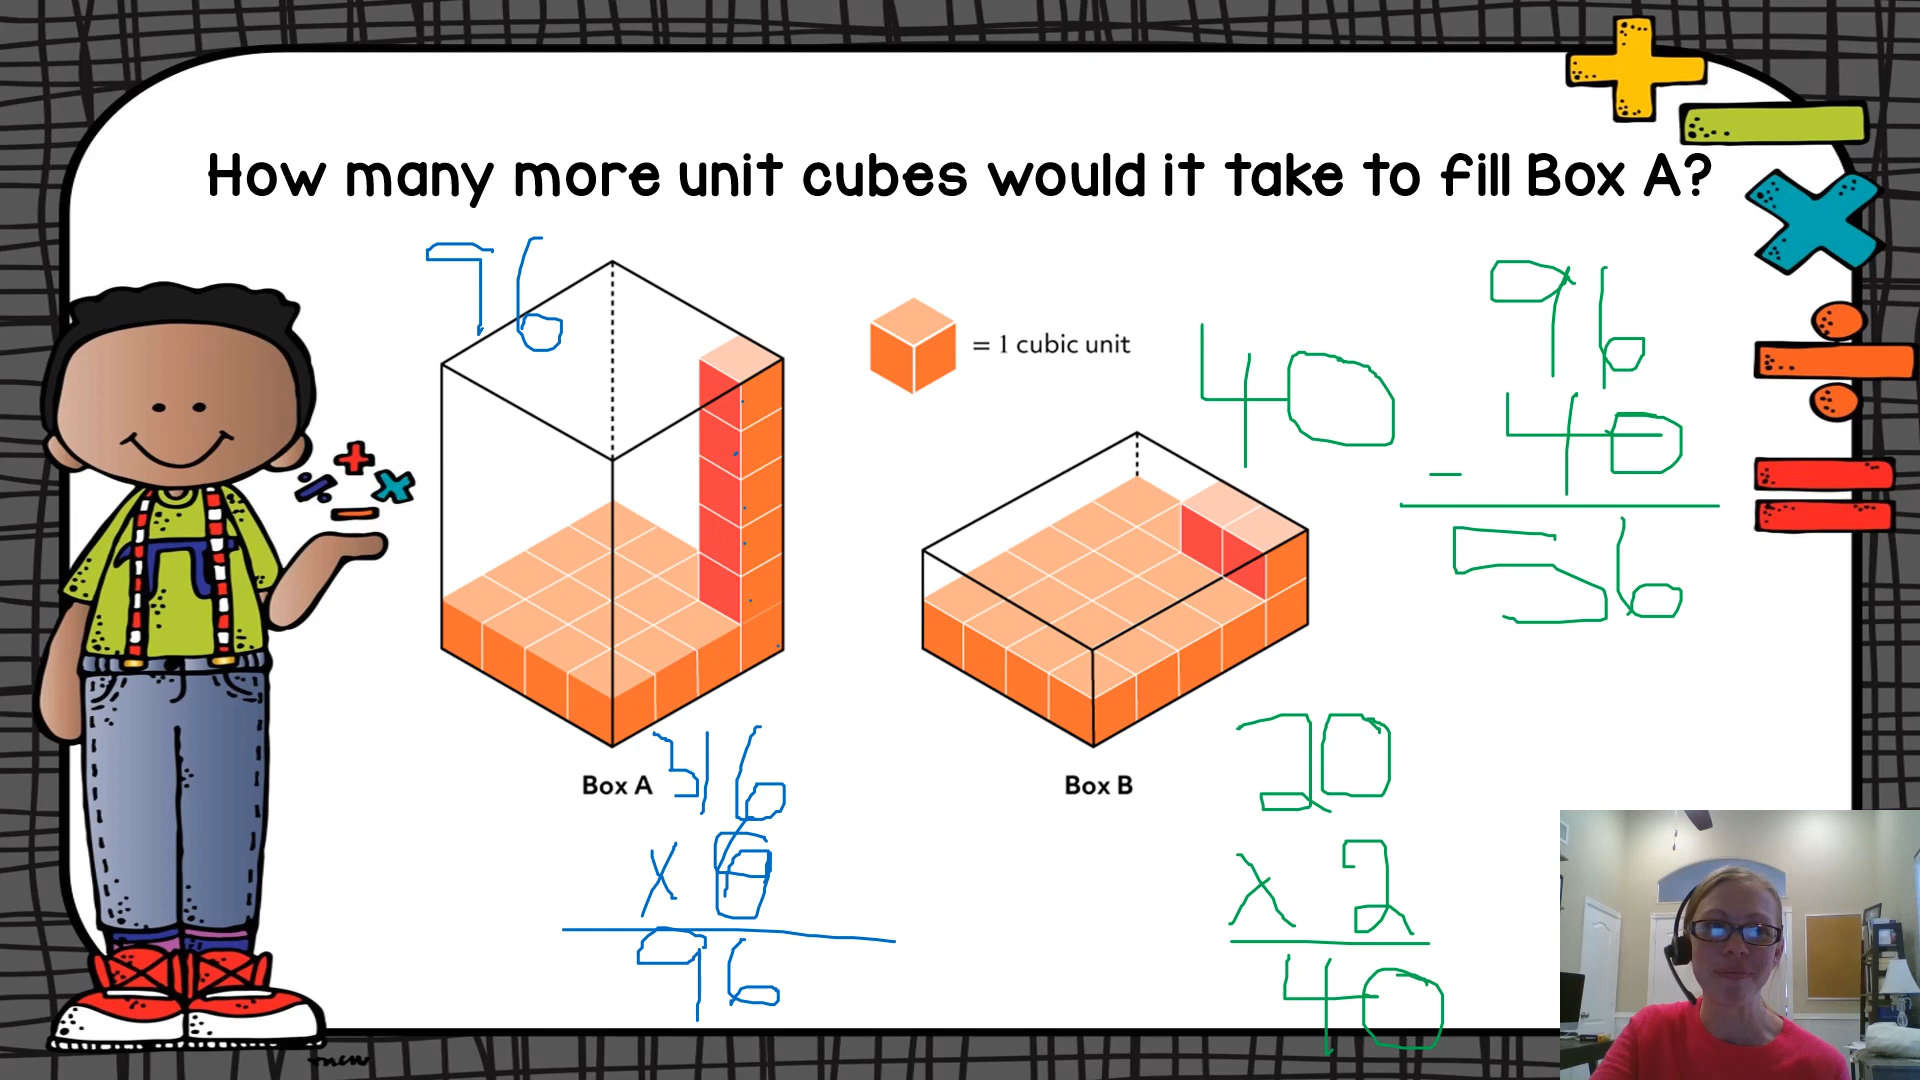 How many more unit cubes would it take to fill Box A?
96
= 1 cubic unit
40
96
- 40
56
Box A
Box B
16
x 6
96
20
x 2
40